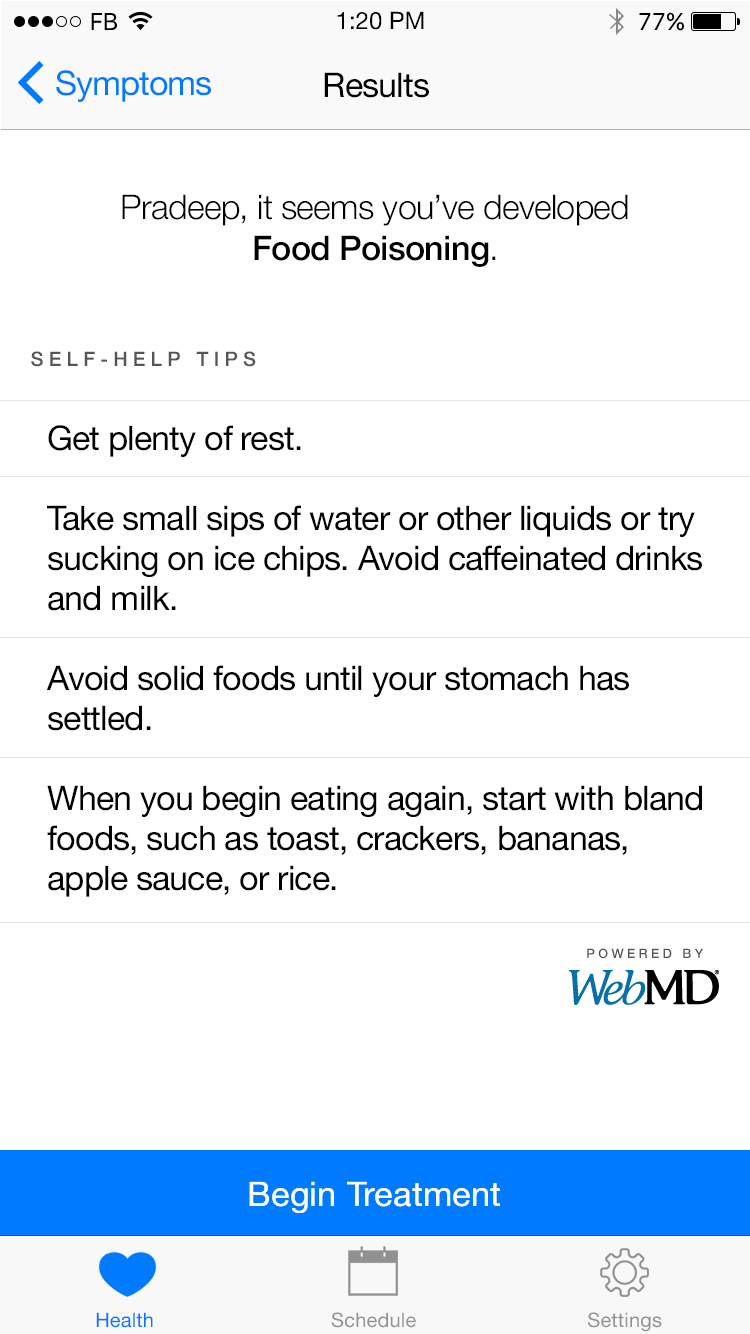 FB 1:20 PM 77%
Symptoms Results
Pradeep, it seems you’ve developed
Food Poisoning.
SELF-HELP TIPS
Get plenty of rest.
Take small sips of water or other liquids or try
sucking on ice chips. Avoid caffeinated drinks
and milk.
Avoid solid foods until your stomach has
settled.
When you begin eating again, start with bland
foods, such as toast, crackers, bananas,
apple sauce, or rice.
POWERED BY
WebMD
Begin Treatment
Health Schedule Settings